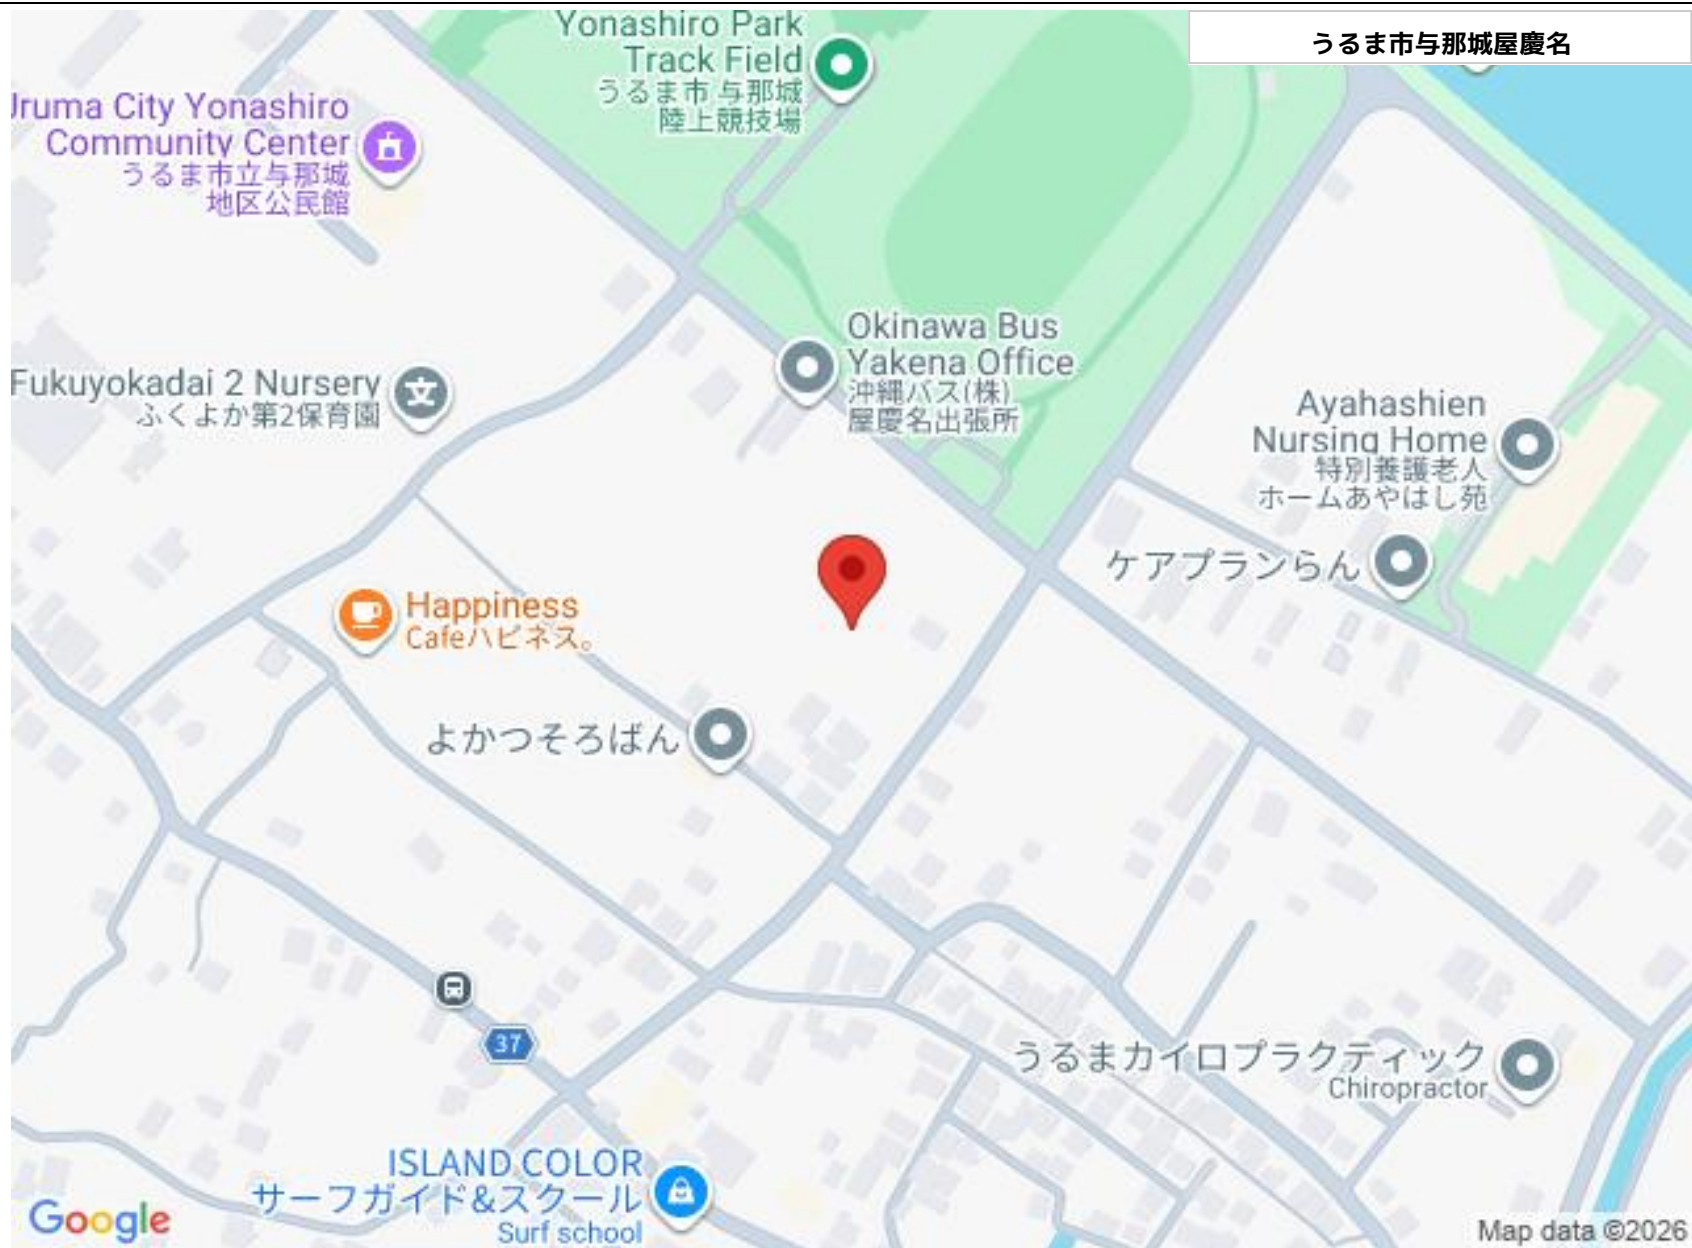 うるま市与那城屋慶名
Yonashiro Park
Track Field
うるま市 与那城
陸上競技場
Uruma City Yonashiro
Community Center
うるま市立与那城
地区公民館
Okinawa Bus
Yakena Office
沖縄バス(株)
屋慶名出張所
Fukuyokadai 2 Nursery
ふくよか第2保育園
Ayahashien
Nursing Home
特別養護老人
ホームあやはし苑
ケアプランらん
Happiness
Cafeハピネス。
よかつそろばん
37
うるまカイロプラクティック
Chiropractor
ISLAND COLOR
サーフガイド&スクール
Surf school
Google
Map data ©2026